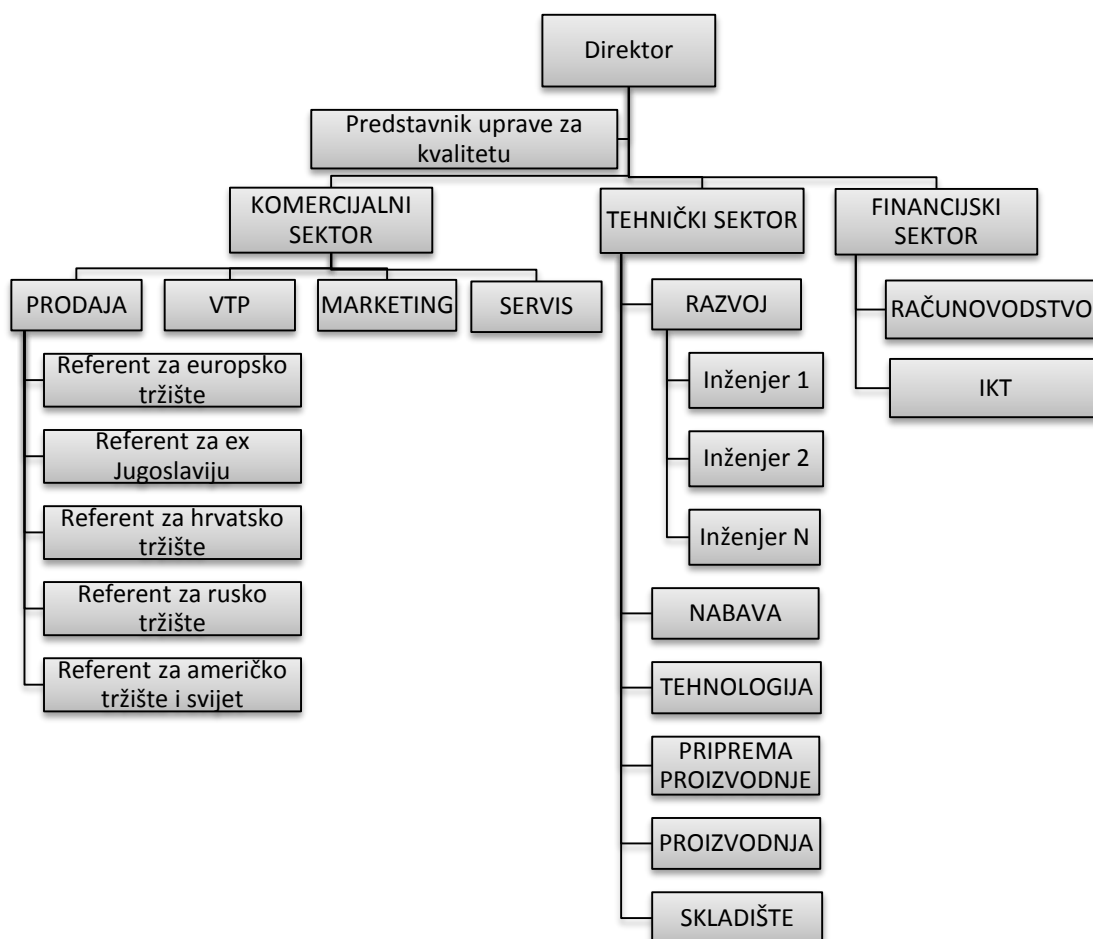 Direktor
Predstavnik uprave za
kvalitetu
KOMERCIJALNI
SEKTOR
TEHNIČKI SEKTOR
FINANCIJSKI
SEKTOR
PRODAJA
VTP
MARKETING
SERVIS
Referent za europsko
tržište
Referent za ex
Jugoslaviju
Referent za hrvatsko
tržište
Referent za rusko
tržište
Referent za američko
tržište i svijet
RAZVOJ
Inženjer 1
Inženjer 2
Inženjer N
NABAVA
TEHNOLOGIJA
PRIPREMA
PROIZVODNJE
PROIZVODNJA
SKLADIŠTE
RAČUNOVODSTVO
IKT